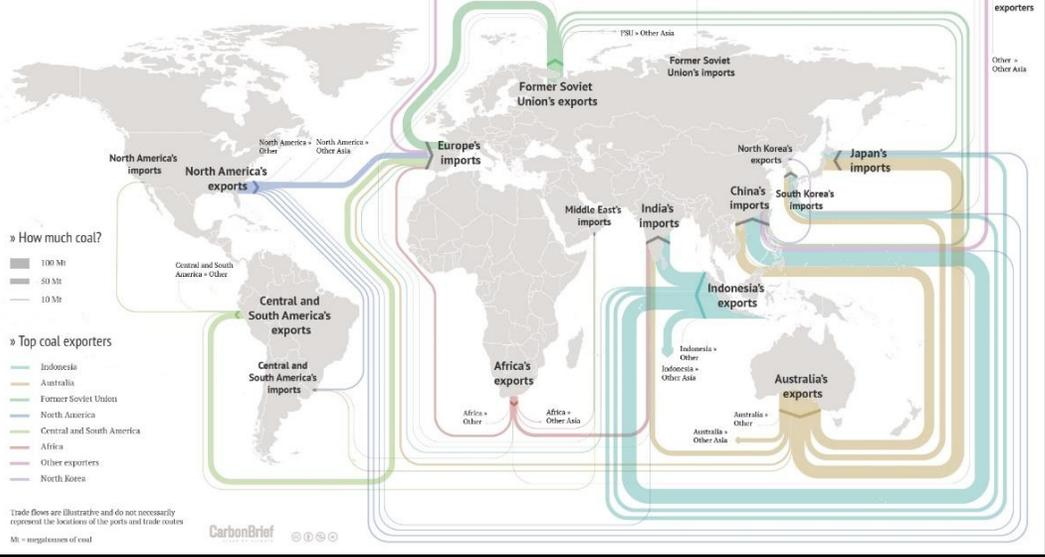 exporters
FSU » Other Asia
Former Soviet
Union's imports
Other »
Other Asia
Former Soviet
Union's exports
North America »
Other
North America »
Other Asia
Europe's
imports
North Korea's
exports
Japan's
imports
North America's
imports
North America's
exports
China's
imports
South Korea's
imports
Middle East's
imports
India's
imports
» How much coal?
100 Mt
50 Mt
10 Mt
Central and South
America » Other
Central and
South America's
exports
Indonesia's
exports
» Top coal exporters
Indonesia
Australia
Former Soviet Union
North America
Central and South America
Africa
Other exporters
North Korea
Indonesia »
Other
Indonesia »
Other Asia
Central and
South America's
imports
Africa's
exports
Australia's
exports
Africa »
Other
Africa »
Other Asia
Australia »
Other
Australia »
Other Asia
Trade flows are illustrative and do not necessarily
represent the locations of the ports and trade routes
Mt = megatonnes of coal
CarbonBrief